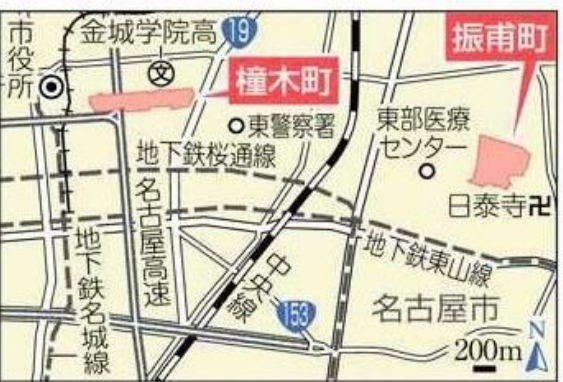 市役所
金城学院高
19
文
橦木町
振甫町
東警察署
東部医療
センター
地下鉄桜通線
名古屋高速
日泰寺卍
地下鉄東山線
地下鉄名城線
中央線
153
名古屋市
N
200m